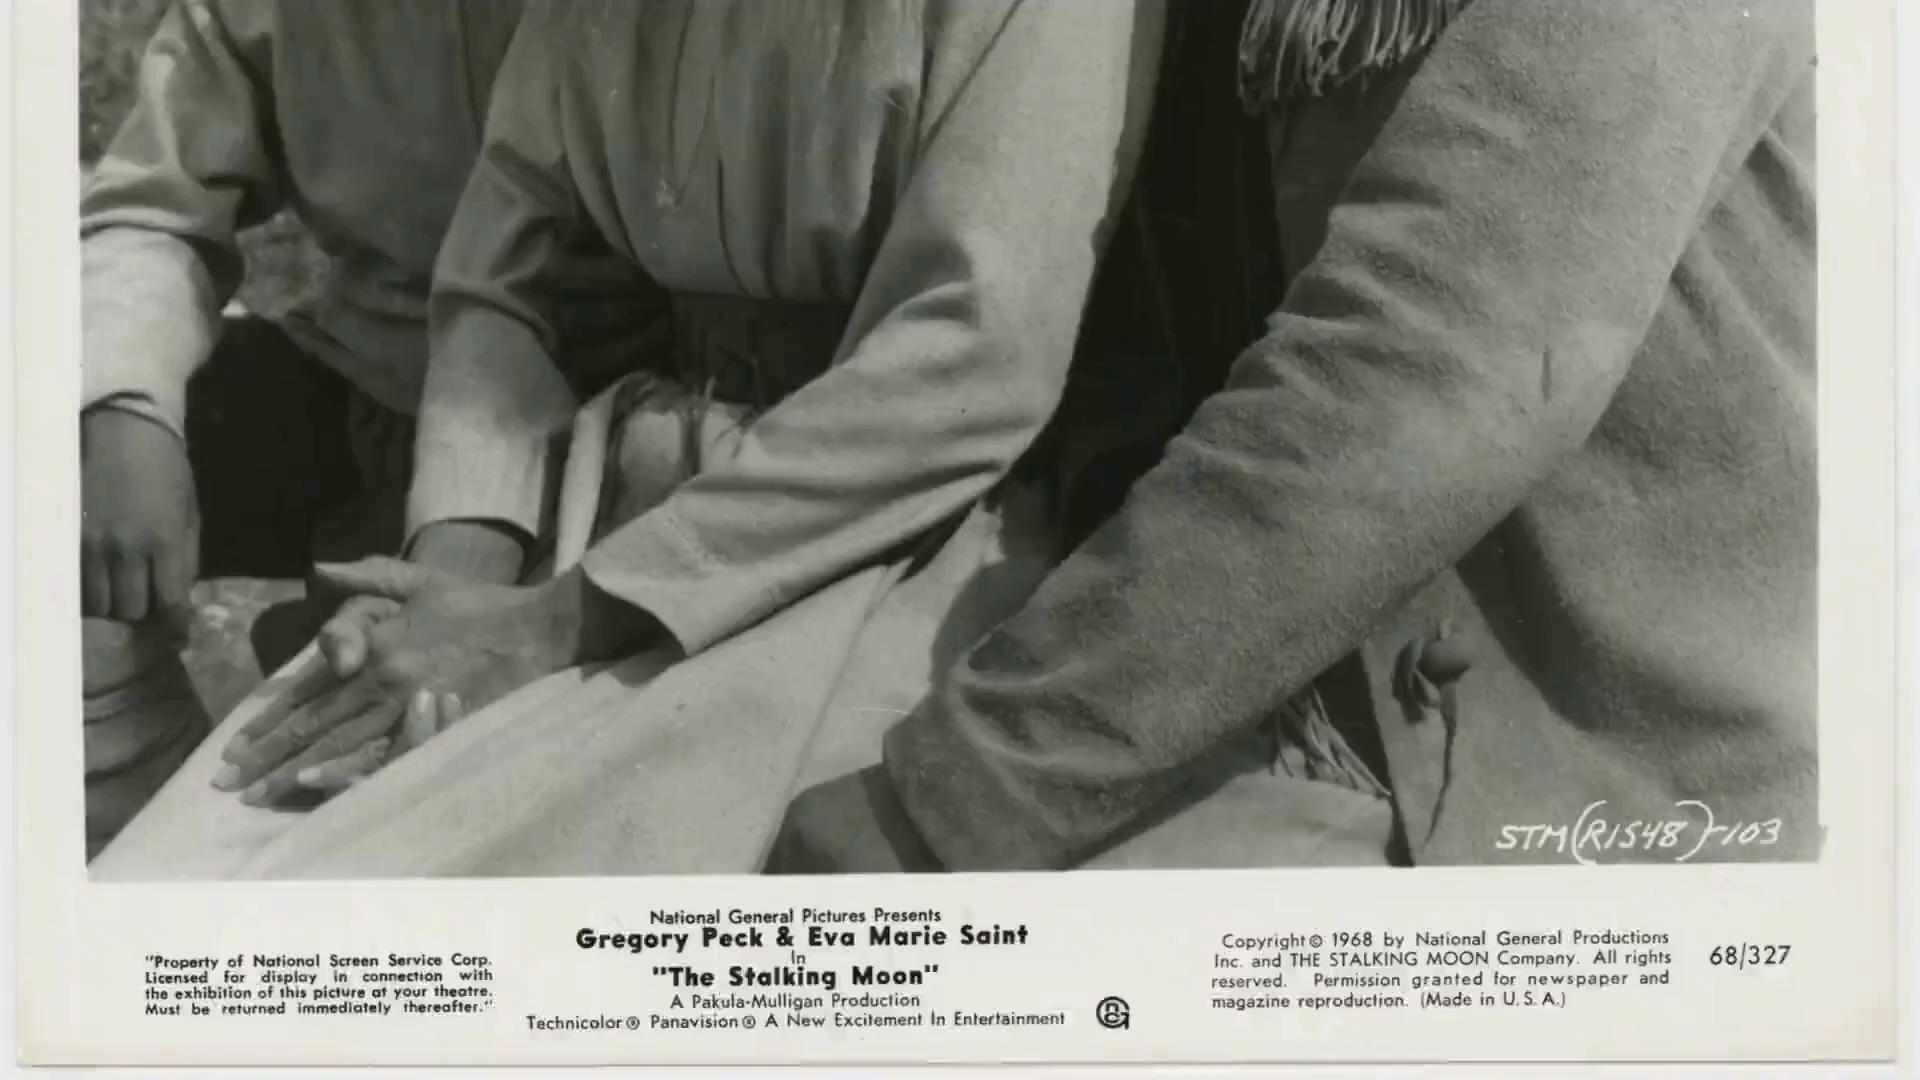 STM(R1548)-103
National General Pictures Presents
Gregory Peck & Eva Marie Saint
In
"The Stalking Moon"
A Pakula-Mulligan Production
Technicolor® Panavision® A New Excitement In Entertainment
"Property of National Screen Service Corp.
Licensed for display in connection with
the exhibition of this picture at your theatre.
Must be returned immediately thereafter."
Copyright © 1968 by National General Productions
Inc. and THE STALKING MOON Company. All rights
reserved. Permission granted for newspaper and
magazine reproduction. (Made in U.S.A.)
68/327